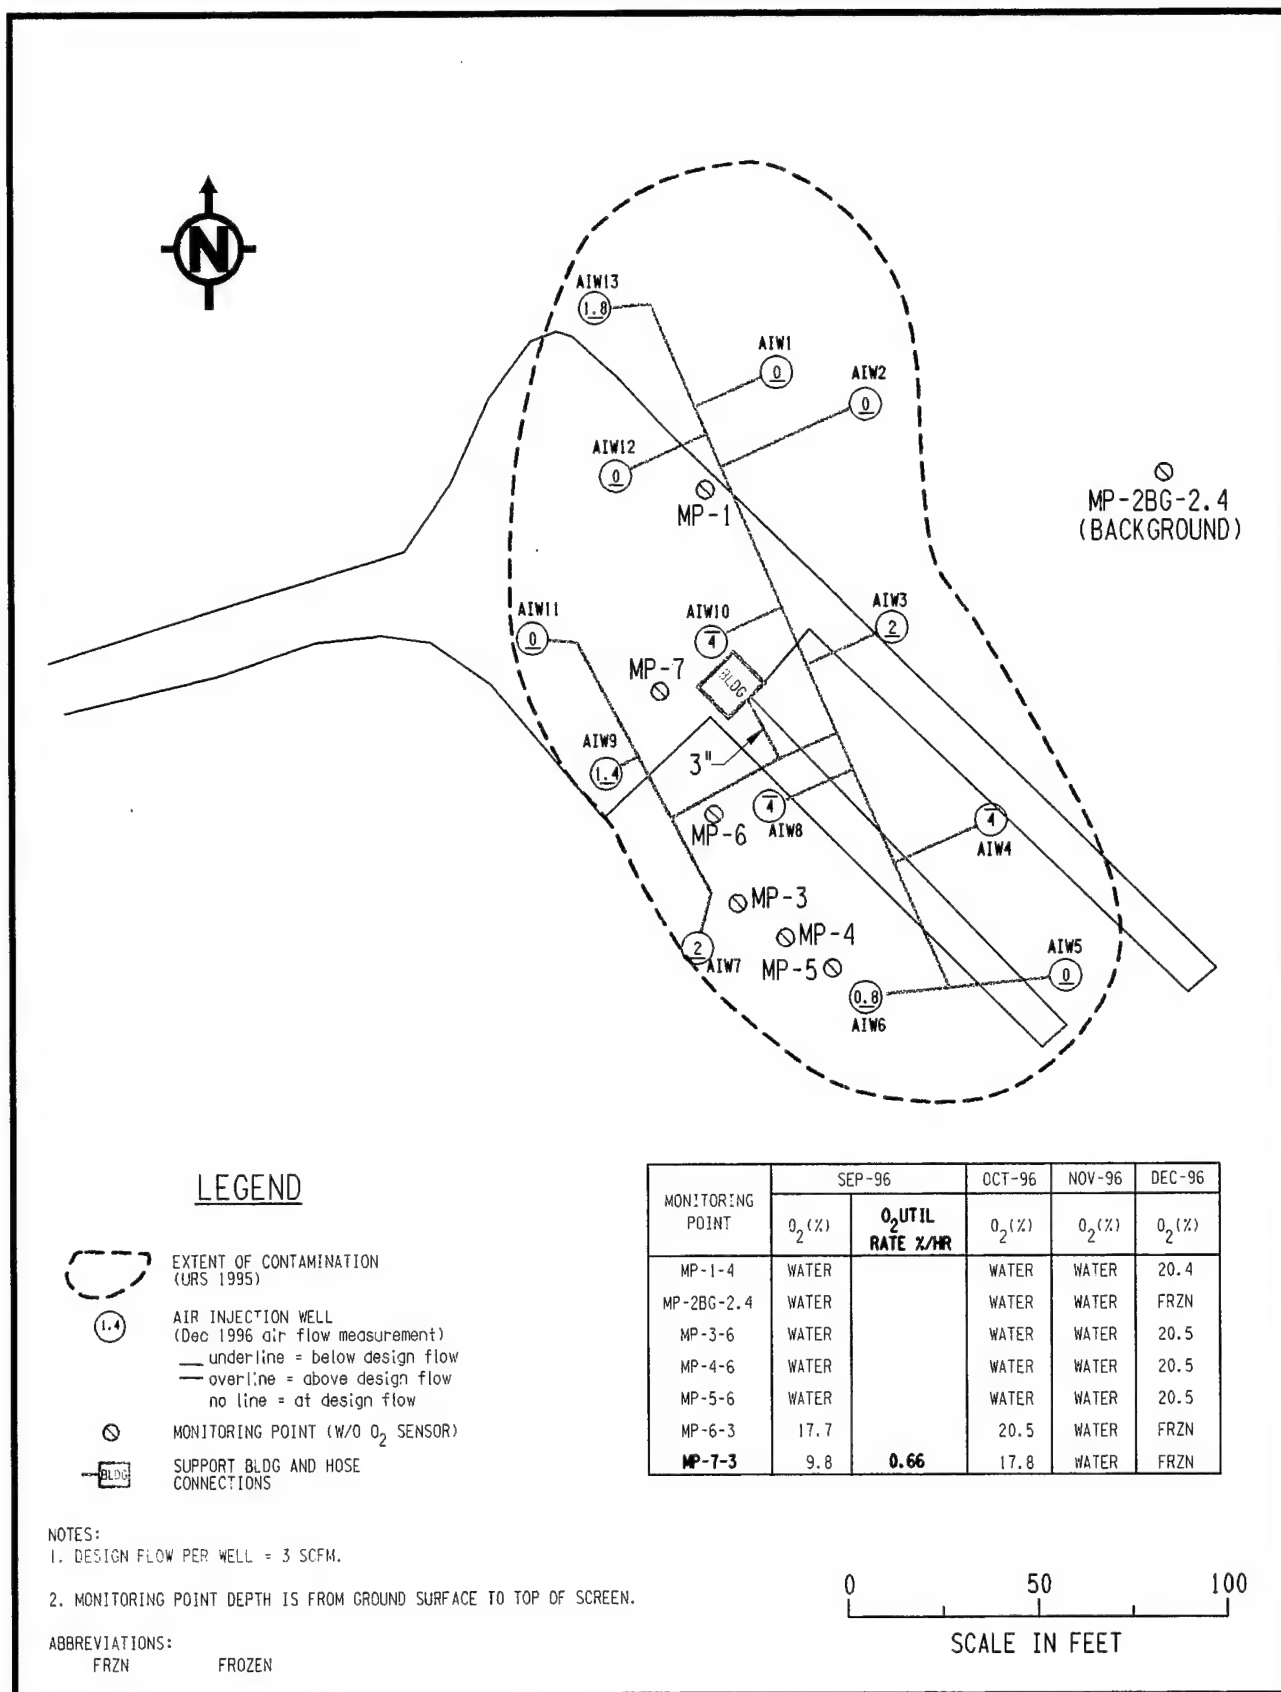 N
AIW13
1.8
AIW1
0
AIW2
0
AIW12
0
MP-1
MP-2BG-2.4
(BACKGROUND)
AIW11
0
AIW10
4
AIW3
2
MP-7
BLDG
AIW9
1.4
3"
MP-6
4
AIW8
4
AIW4
MP-3
MP-4
2
AIW7
MP-5
AIW5
0
0.8
AIW6
LEGEND
EXTENT OF CONTAMINATION
(URS 1995)
1.4
AIR INJECTION WELL
(Dec 1996 air flow measurement)
underline = below design flow
overline = above design flow
no line = at design flow
MONITORING POINT (W/O O2 SENSOR)
BLDG
SUPPORT BLDG AND HOSE
CONNECTIONS
MONITORING POINT SEP-96 OCT-96 NOV-96 DEC-96
O2(%) O2UTIL RATE %/HR O2(%) O2(%) O2(%)
MP-1-4 WATER WATER WATER 20.4
MP-2BG-2.4 WATER WATER WATER FRZN
MP-3-6 WATER WATER WATER 20.5
MP-4-6 WATER WATER WATER 20.5
MP-5-6 WATER WATER WATER 20.5
MP-6-3 17.7 20.5 WATER FRZN
MP-7-3 9.8 0.66 17.8 WATER FRZN
NOTES:
1. DESIGN FLOW PER WELL = 3 SCFM.
2. MONITORING POINT DEPTH IS FROM GROUND SURFACE TO TOP OF SCREEN.
ABBREVIATIONS:
FRZN FROZEN
0 50 100
SCALE IN FEET